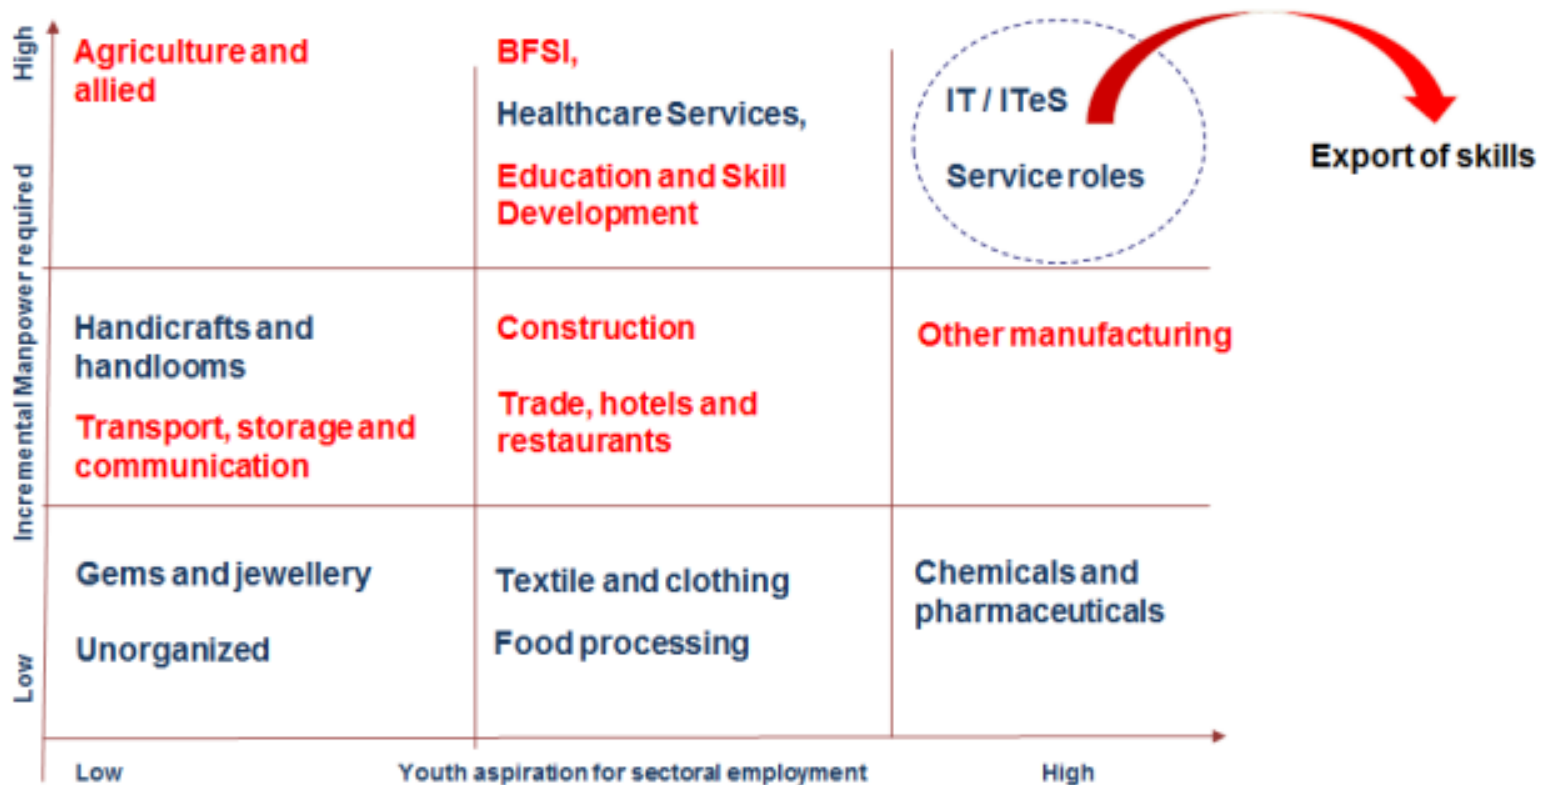 High
Incremental Manpower required
Low
Agriculture and
allied
BFSI,
Healthcare Services,
Education and Skill
Development
IT / ITeS
Service roles
Export of skills
Handicrafts and
handlooms
Transport, storage and
communication
Construction
Trade, hotels and
restaurants
Other manufacturing
Gems and jewellery
Unorganized
Textile and clothing
Food processing
Chemicals and
pharmaceuticals
Low
Youth aspiration for sectoral employment
High